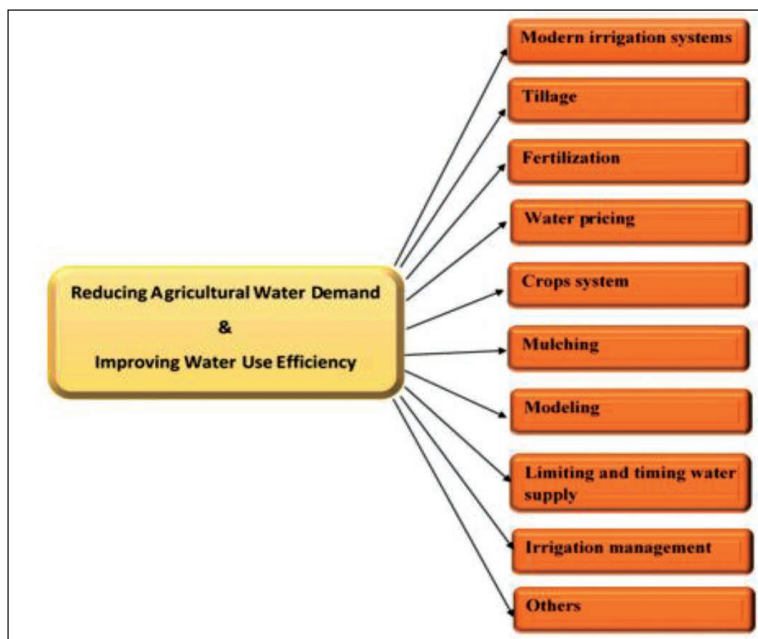 Modern irrigation systems
Tillage
Fertilization
Water pricing
Reducing Agricultural Water Demand
&
Improving Water Use Efficiency
Crops system
Mulching
Modeling
Limiting and timing water
supply
Irrigation management
Others